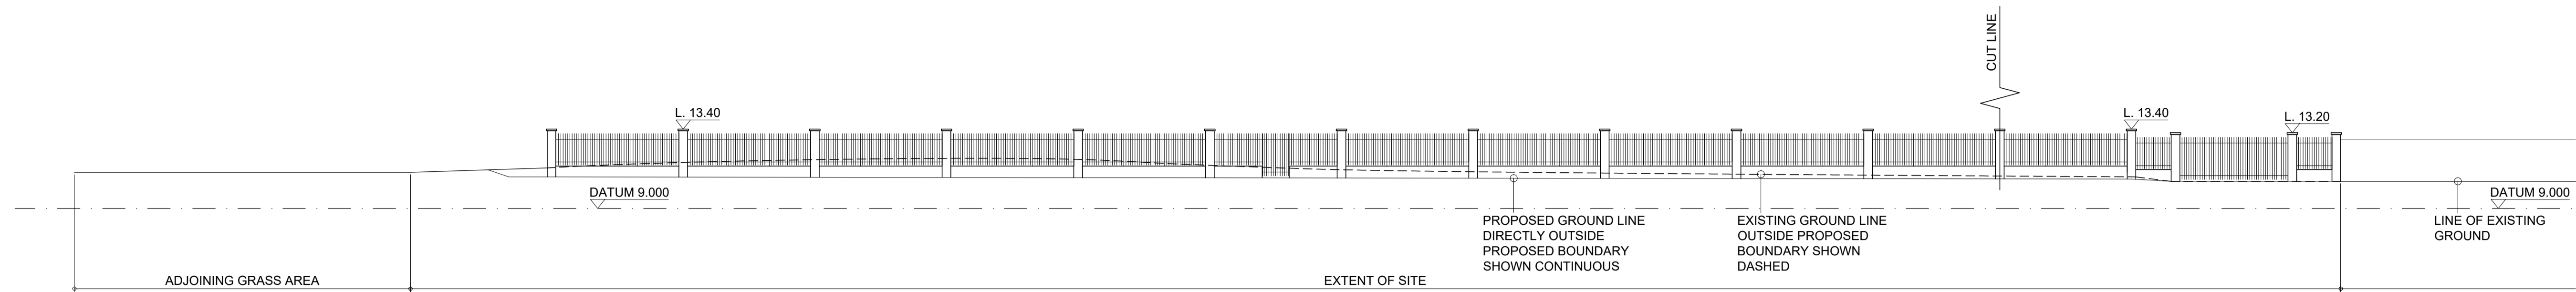 CUT LINE
L. 13.40
L. 13.40
L. 13.20
DATUM 9.000
DATUM 9.000
PROPOSED GROUND LINE
DIRECTLY OUTSIDE
PROPOSED BOUNDARY
SHOWN CONTINUOUS
EXISTING GROUND LINE
OUTSIDE PROPOSED
BOUNDARY SHOWN
DASHED
LINE OF EXISTING
GROUND
ADJOINING GRASS AREA
EXTENT OF SITE